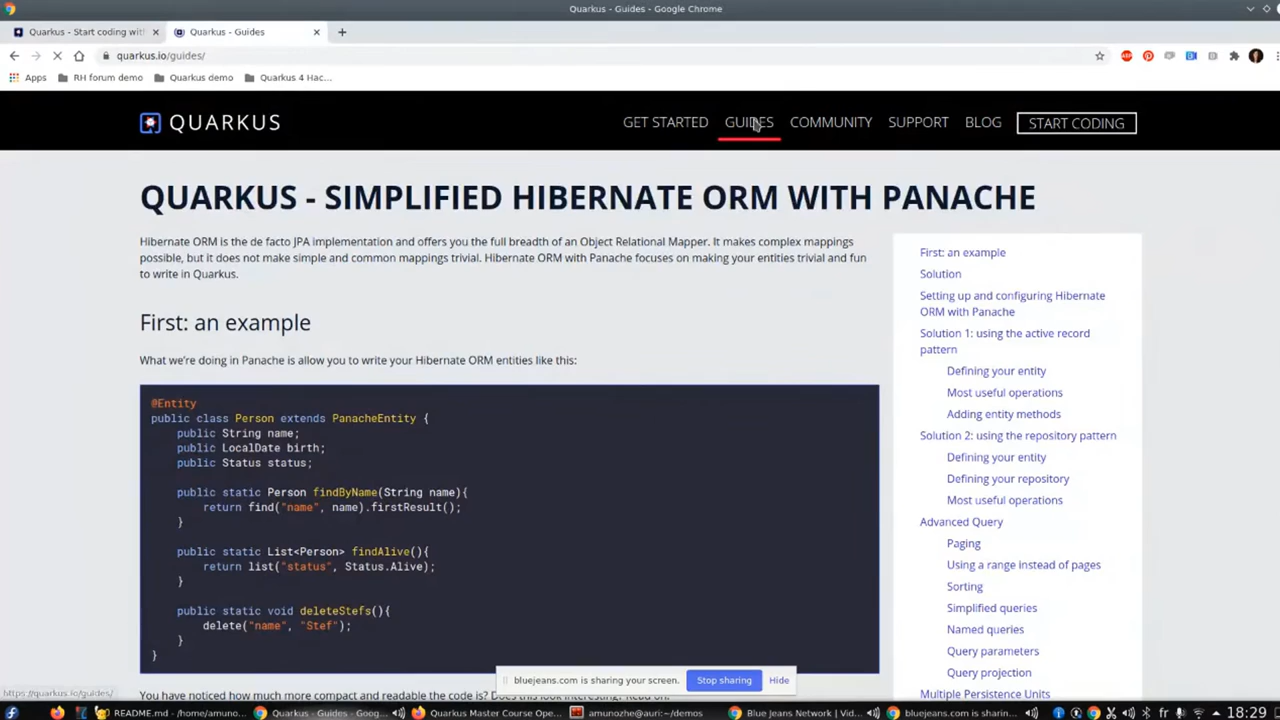 Quarkus - Guides - Google Chrome
Quarkus - Start coding with
Quarkus - Guides
quarkus.io/guides/
Apps
RH forum demo
Quarkus demo
Quarkus 4 Hac...
QUARKUS
GET STARTED
GUIDES
COMMUNITY
SUPPORT
BLOG
START CODING
QUARKUS - SIMPLIFIED HIBERNATE ORM WITH PANACHE
Hibernate ORM is the de facto JPA implementation and offers you the full breadth of an Object Relational Mapper. It makes complex mappings
possible, but it does not make simple and common mappings trivial. Hibernate ORM with Panache focuses on making your entities trivial and fun
to write in Quarkus.
First: an example
What we're doing in Panache is allow you to write your Hibernate ORM entities like this:
@Entity
public class Person extends PanacheEntity {
public String name;
public LocalDate birth;
public Status status;
public static Person findByName(String name){
return find("name", name).firstResult();
}
public static List<Person> findAlive(){
return list("status", Status.Alive);
}
public static void deleteStefs(){
delete("name", "Stef");
}
}
You have noticed how much more compact and readable the code is? Does this look interesting? Read on!
First: an example
Solution
Setting up and configuring Hibernate
ORM with Panache
Solution 1: using the active record
pattern
Defining your entity
Most useful operations
Adding entity methods
Solution 2: using the repository pattern
Defining your entity
Defining your repository
Most useful operations
Advanced Query
Paging
Using a range instead of pages
Sorting
Simplified queries
Named queries
Query parameters
Query projection
Multiple Persistence Units
bluejeans.com is sharing your screen.
Stop sharing
Hide
https://quarkus.io/guides/
README.md - /home/amuno...
Quarkus - Guides - Goog...
Quarkus Master Course Ope...
amunozhe@auri:~/demos
Blue Jeans Network | Vid...
bluejeans.com is sharin...
fr
18:29